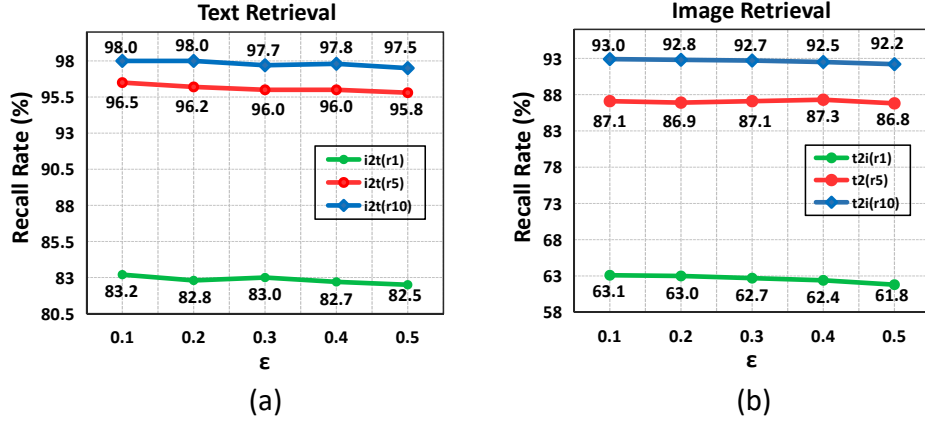 Text Retrieval
98.0 98.0 97.7 97.8 97.5
96.5 96.2 96.0 96.0 95.8
83.2 82.8 83.0 82.7 82.5
98
95.5
93
90.5
88
85.5
83
80.5
Recall Rate (%)
i2t(r1)
i2t(r5)
i2t(r10)
0.1 0.2 0.3 0.4 0.5
ε
(a)
Image Retrieval
93.0 92.8 92.7 92.5 92.2
87.1 86.9 87.1 87.3 86.8
63.1 63.0 62.7 62.4 61.8
93
88
83
78
73
68
63
58
Recall Rate (%)
t2i(r1)
t2(r5)
t2i(r10)
0.1 0.2 0.3 0.4 0.5
ε
(b)